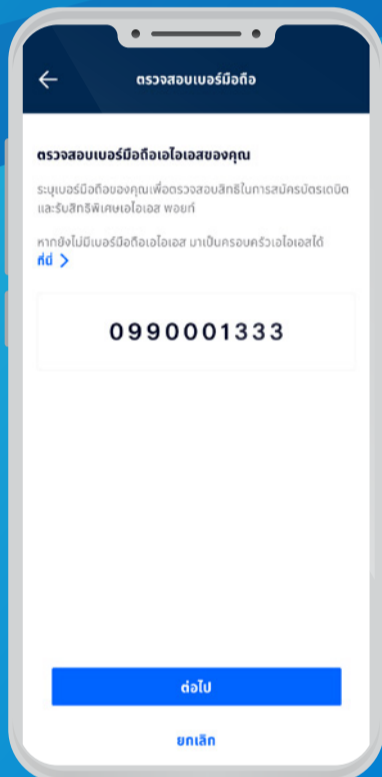 ตรวจสอบเบอร์มือถือ
ตรวจสอบเบอร์มือถือเอไอเอสของคุณ
ระบุเบอร์มือถือของคุณเพื่อตรวจสอบสิทธิในการสมัครบัตรเดบิต
และรับสิทธิพิเศษเอไอเอส พอยท์
หากยังไม่มีเบอร์มือถือเอไอเอส มาเป็นครอบครัวเอไอเอสได้
ที่นี่ >
0990001333
ต่อไป
ยกเลิก